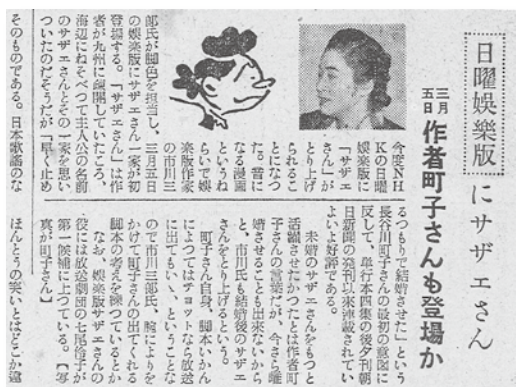 日曜娯樂版にサザエさん
三月五日
作者町子さんも登場か
今度NH
Kの日曜
娯楽版に
「サザエ
さん」が
とり上げ
られるこ
とになつ
た。音に
なる漫画
というね
らいで娯
楽版作家
の市川三
郎氏が脚色を担当し、三月五日
の娯楽版にサザエさん一家が初
登場する。「サザエさん」は作
者が九州に疎開していたころ、
海辺にねそべつて主人公の名前
のサザエさんとその一家を思い
ついたのだそうだが「早く止め
るつもりで結婚させた」という
長谷川町子さんの最初の意図に
反して、単行本四集の後夕刊朝
日新聞の発刊以来連載されてい
よいよ好評である。
未婚のサザエさんをもつと
活躍させたかつたとは作者町
子さんの言葉だが、今さら離
婚させることも出来ないから
と、市川氏も結婚後のサザエ
さんをとり上げるという。
町子さん自身、脚本いかん
によつてはチョットなら放送
に出てもいい、ということな
ので市川三郎氏、腕によりを
かけて町子さんの出てくれる
脚本の考えを練つているとか
なお、娯楽版サザエさんの
役には放送劇団の七尾伶子が
第一候補に上つている。【写
真が町子さん】
そのものである。日本歌謡のな
ほんとうの笑いとはどこか遠